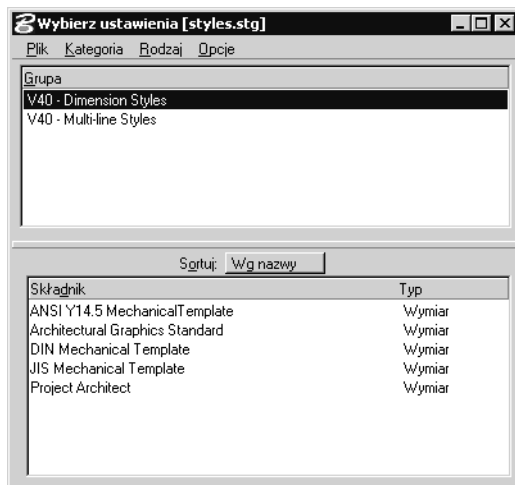 Wybierz ustawienia [styles.stg]
Plik Kategoria Rodzaj Opcje
Grupa
V40 - Dimension Styles
V40 - Multi-line Styles
Sortuj: Wg nazwy
Składnik Typ
ANSI Y14.5 MechanicalTemplate Wymiar
Architectural Graphics Standard Wymiar
DIN Mechanical Template Wymiar
JIS Mechanical Template Wymiar
Project Architect Wymiar